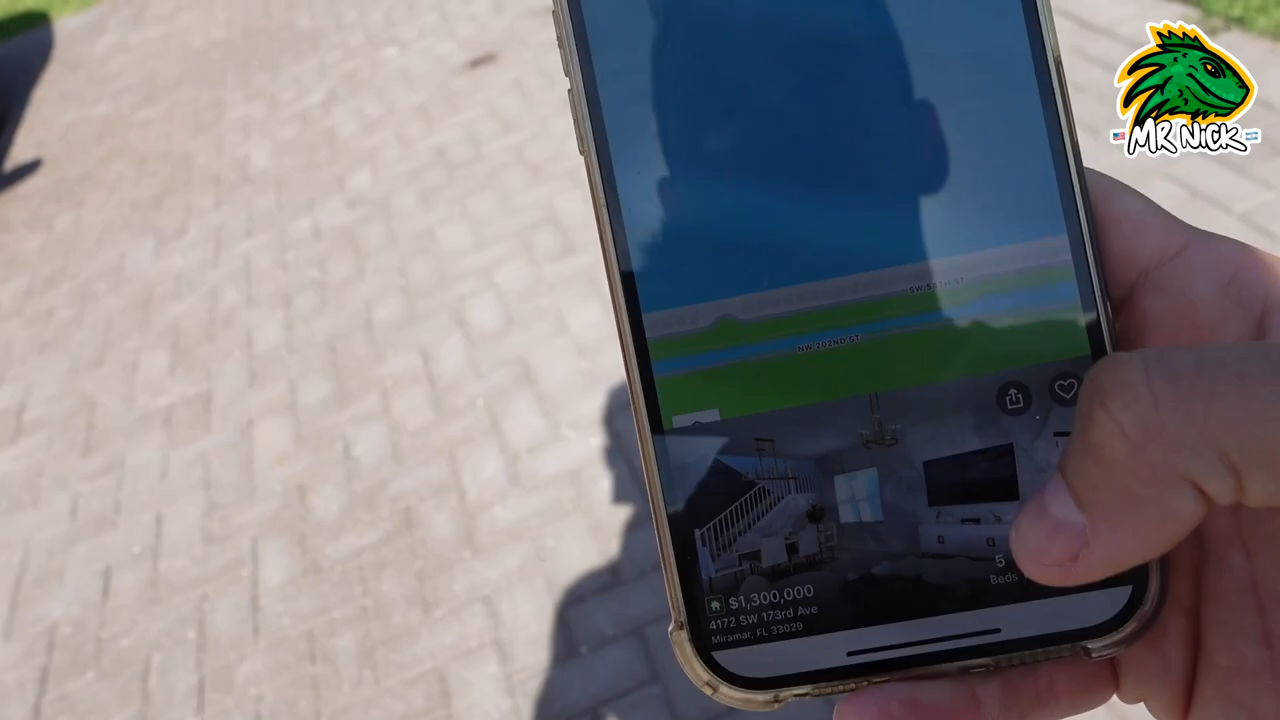 MR NICK
SW 54TH ST
NW 202ND ST
5
Beds
$1,300,000
4172 SW 173rd Ave
Miramar, FL 33029